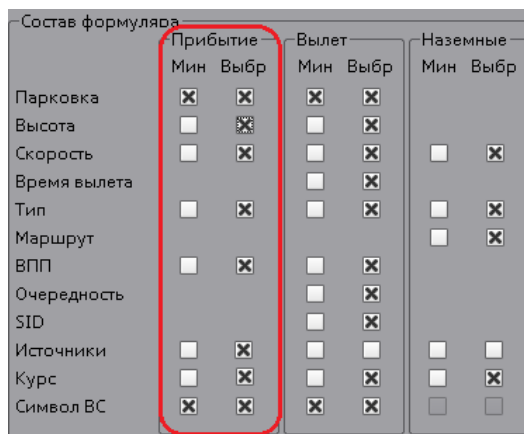 Состав формуляра
Прибытие Вылет Наземные
Мин Выбр Мин Выбр Мин Выбр
Парковка
Высота
Скорость
Время вылета
Тип
Маршрут
ВПП
Очередность
SID
Источники
Курс
Символ ВС